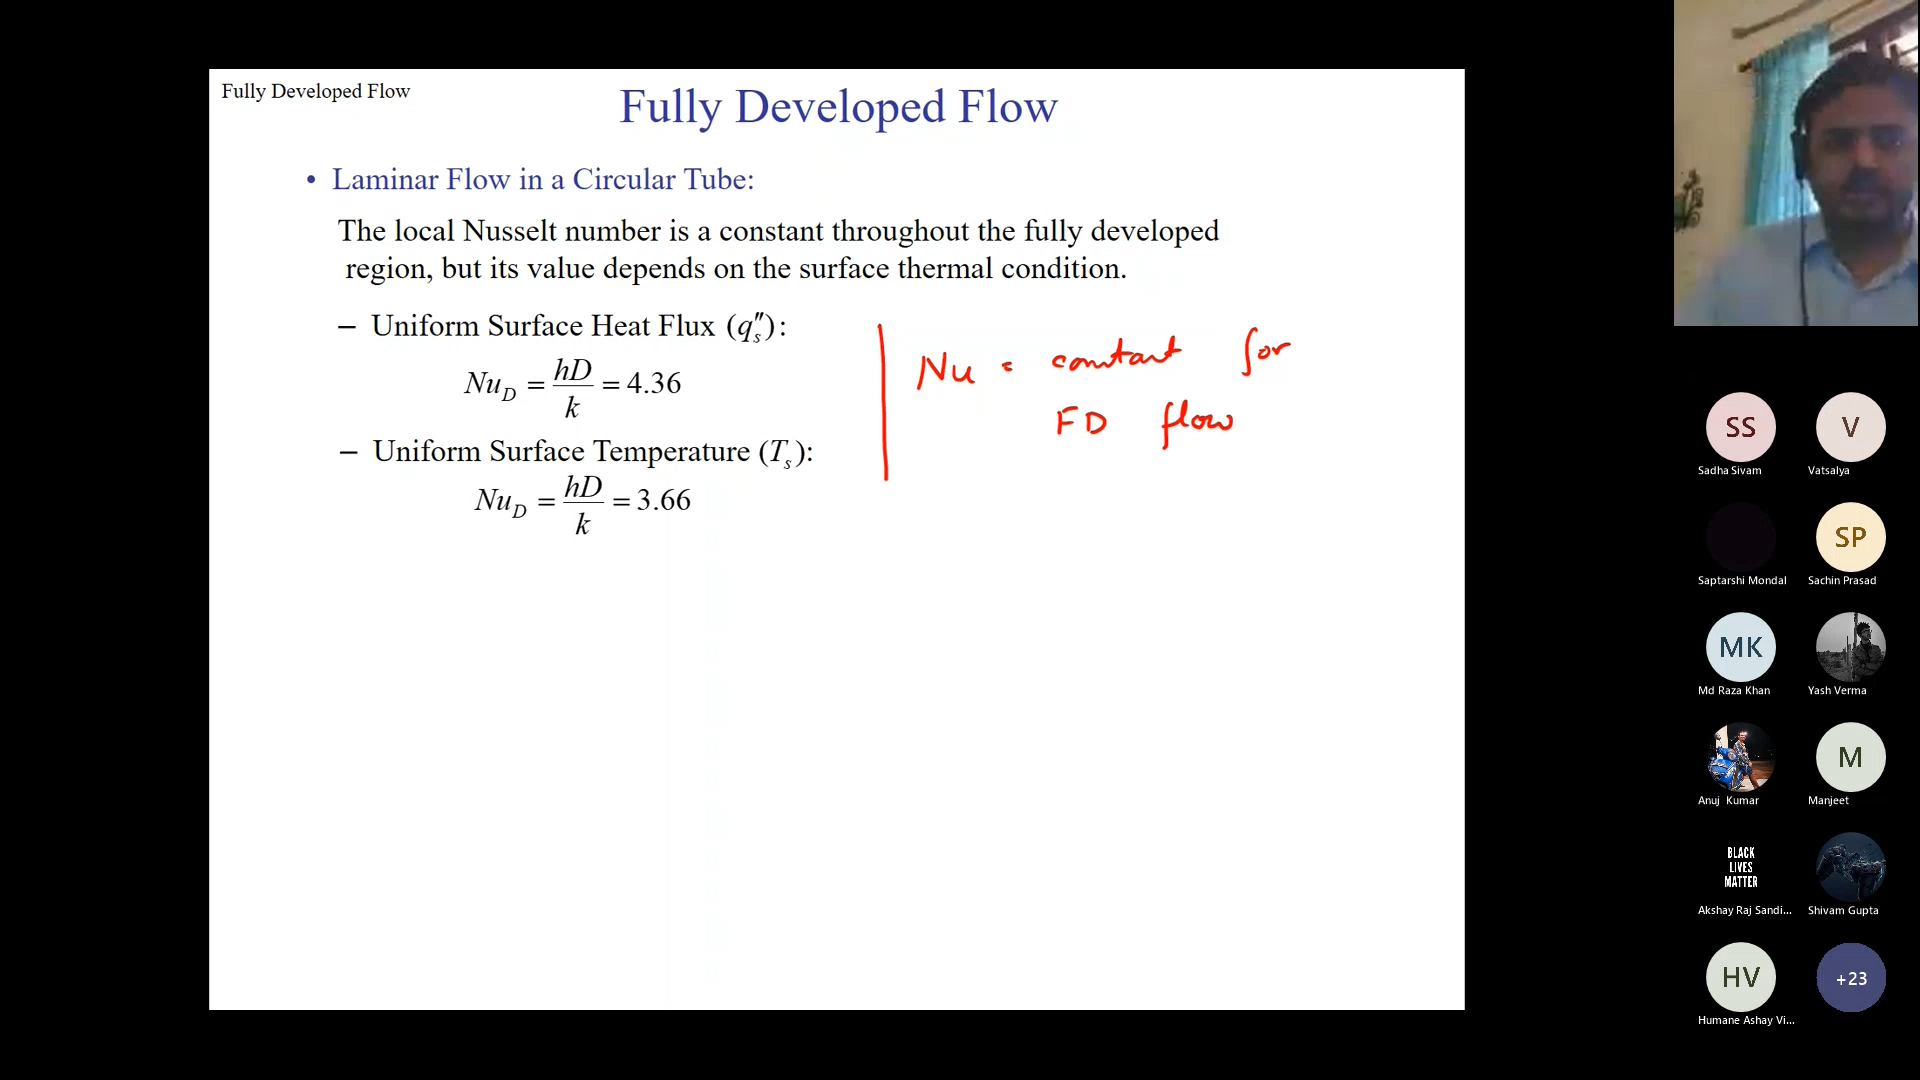 Fully Developed Flow
Fully Developed Flow
• Laminar Flow in a Circular Tube:
The local Nusselt number is a constant throughout the fully developed
region, but its value depends on the surface thermal condition.
– Uniform Surface Heat Flux (q″s):
NuD = hD/k = 4.36
– Uniform Surface Temperature (Ts):
NuD = hD/k = 3.66
Nu = constant for
FD flow
SS
V
Sadha Sivam
Vatsalya
SP
Saptarshi Mondal
Sachin Prasad
MK
Md Raza Khan
Yash Verma
M
Anuj Kumar
Manjeet
BLACK
LIVES
MATTER
Akshay Raj Sandi...
Shivam Gupta
HV
+23
Humane Ashay Vi...